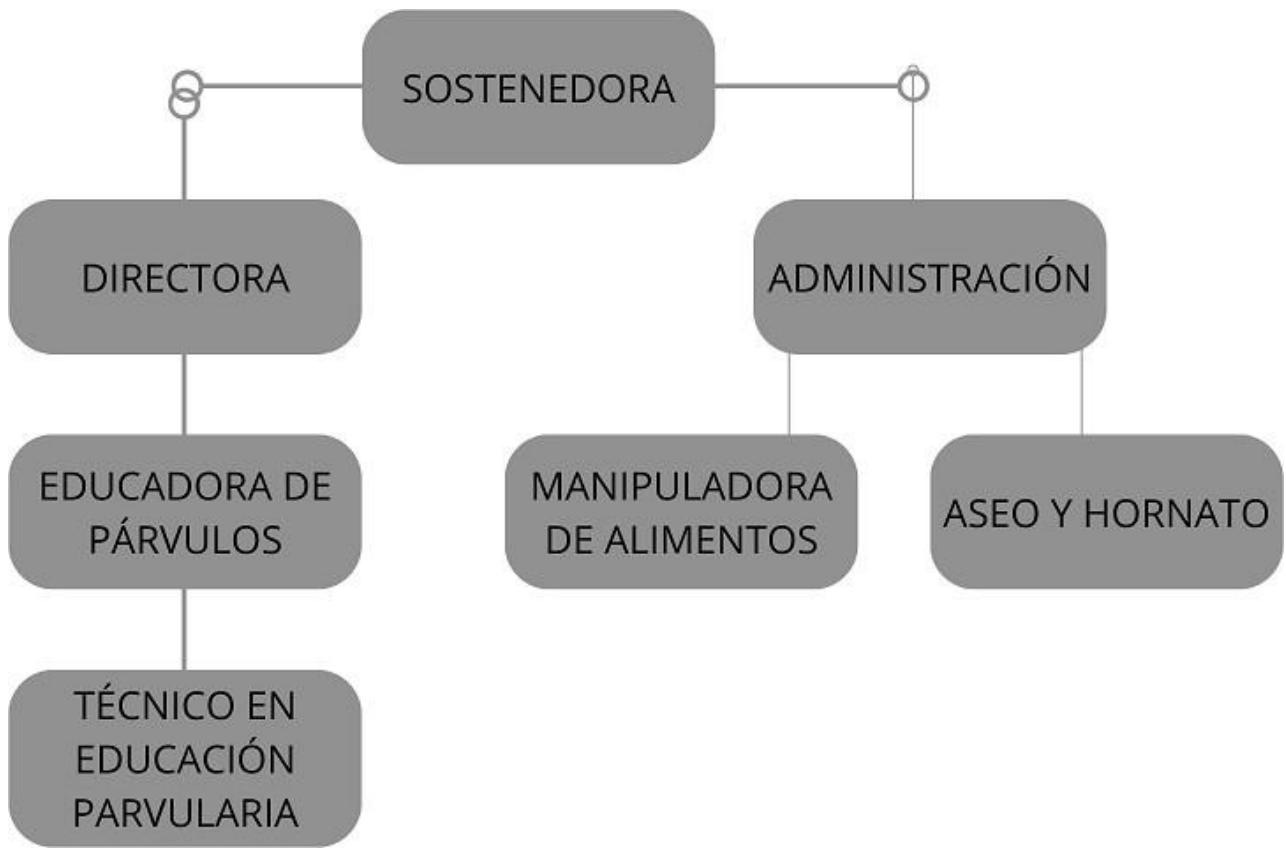 SOSTENEDORA
DIRECTORA
ADMINISTRACIÓN
EDUCADORA DE
PÁRVULOS
MANIPULADORA
DE ALIMENTOS
ASEO Y HORNATO
TÉCNICO EN
EDUCACIÓN
PARVULARIA